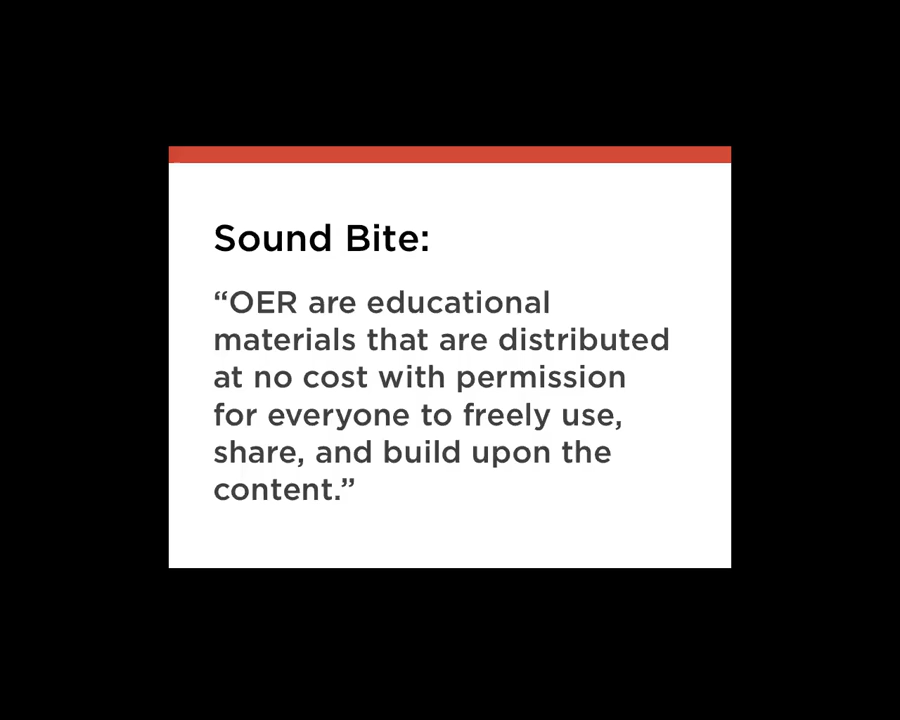 Sound Bite:
“OER are educational
materials that are distributed
at no cost with permission
for everyone to freely use,
share, and build upon the
content.”